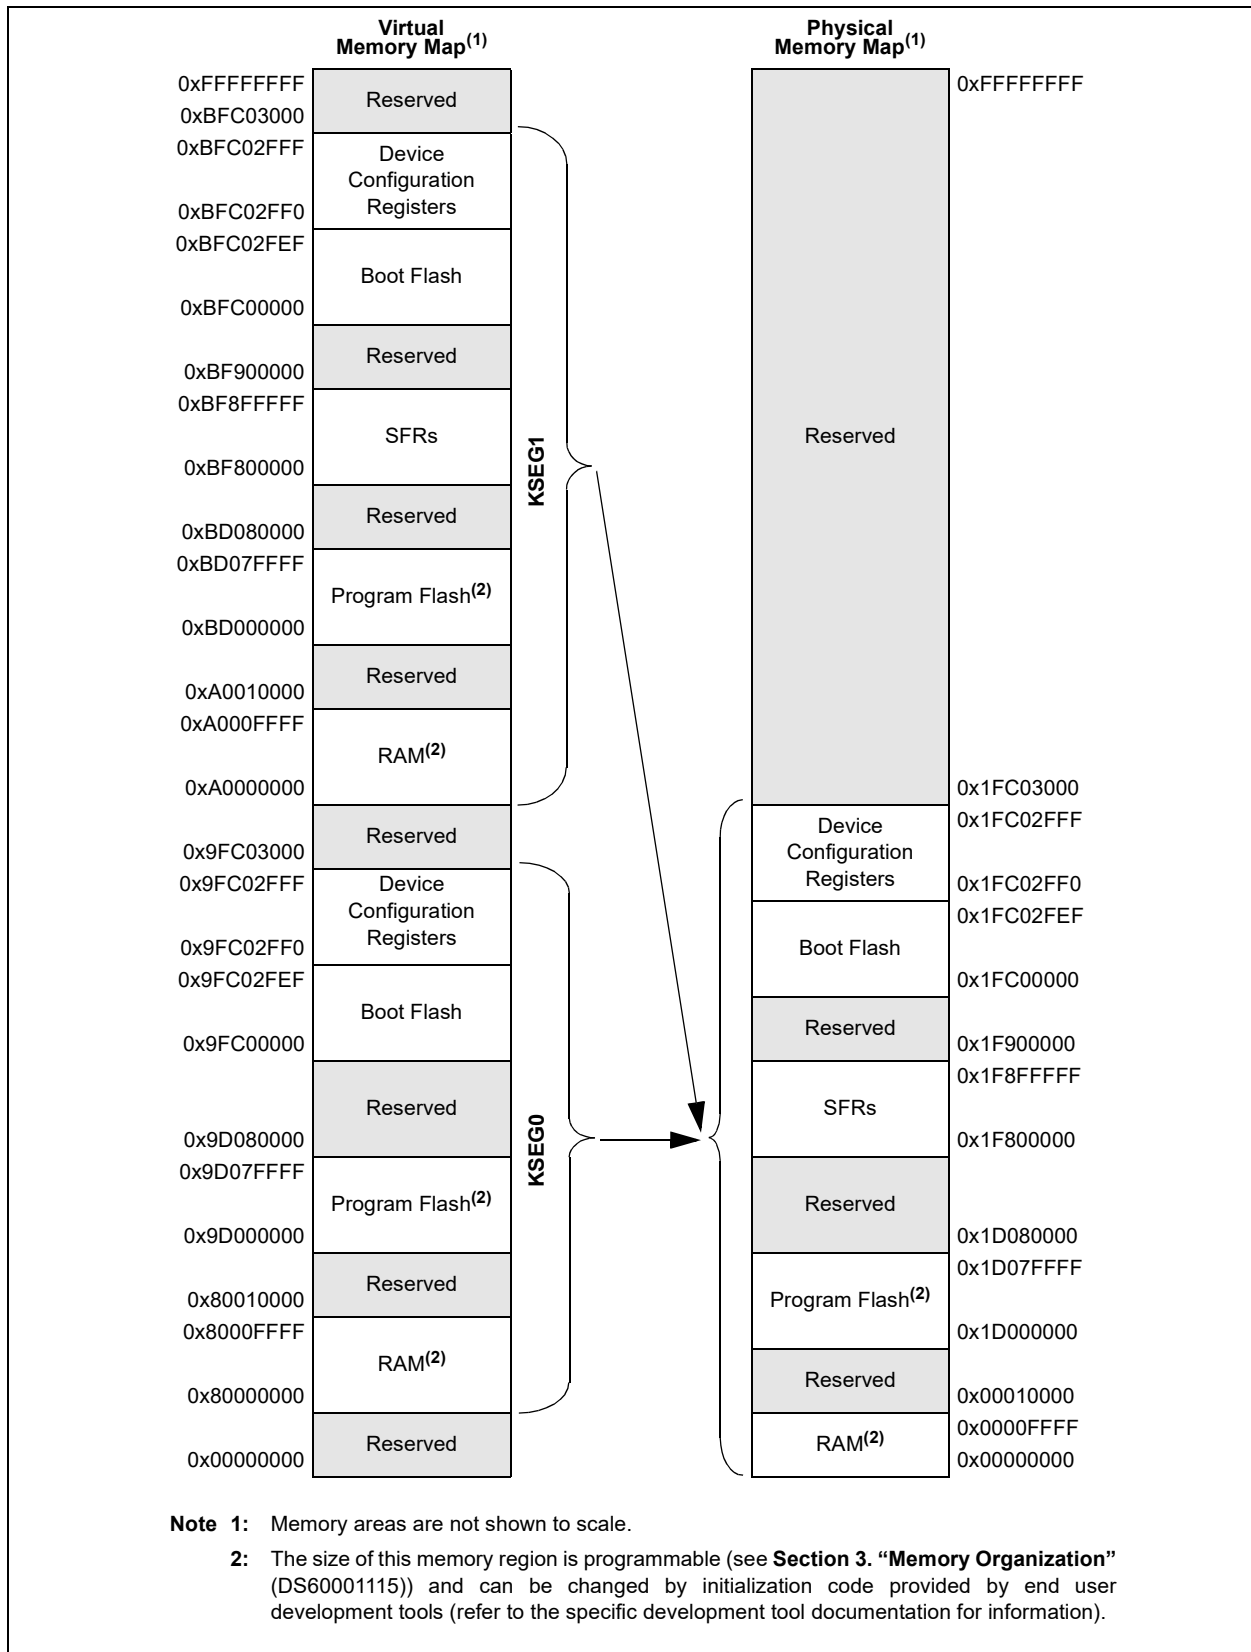 Virtual
Memory Map(1)
0xFFFFFFFF
Reserved
0xBFC03000
0xBFC02FFF
Device
Configuration
Registers
0xBFC02FF0
0xBFC02FEF
Boot Flash
0xBFC00000
Reserved
0xBF900000
0xBF8FFFFF
SFRs
0xBF800000
Reserved
0xBD080000
0xBD07FFFF
Program Flash(2)
0xBD000000
Reserved
0xA0010000
0xA000FFFF
RAM(2)
0xA0000000
KSEG1
Reserved
0x9FC03000
0x9FC02FFF
Device
Configuration
Registers
0x9FC02FF0
0x9FC02FEF
Boot Flash
0x9FC00000
Reserved
0x9D080000
0x9D07FFFF
Program Flash(2)
0x9D000000
Reserved
0x80010000
0x8000FFFF
RAM(2)
0x80000000
KSEG0
Reserved
0x00000000
Physical
Memory Map(1)
0xFFFFFFFF
Reserved
0x1FC03000
0x1FC02FFF
Device
Configuration
Registers
0x1FC02FF0
0x1FC02FEF
Boot Flash
0x1FC00000
Reserved
0x1F900000
0x1F8FFFFF
SFRs
0x1F800000
Reserved
0x1D080000
0x1D07FFFF
Program Flash(2)
0x1D000000
Reserved
0x00010000
0x0000FFFF
RAM(2)
0x00000000
Note 1: Memory areas are not shown to scale.
2: The size of this memory region is programmable (see Section 3. “Memory Organization”
(DS60001115)) and can be changed by initialization code provided by end user
development tools (refer to the specific development tool documentation for information).